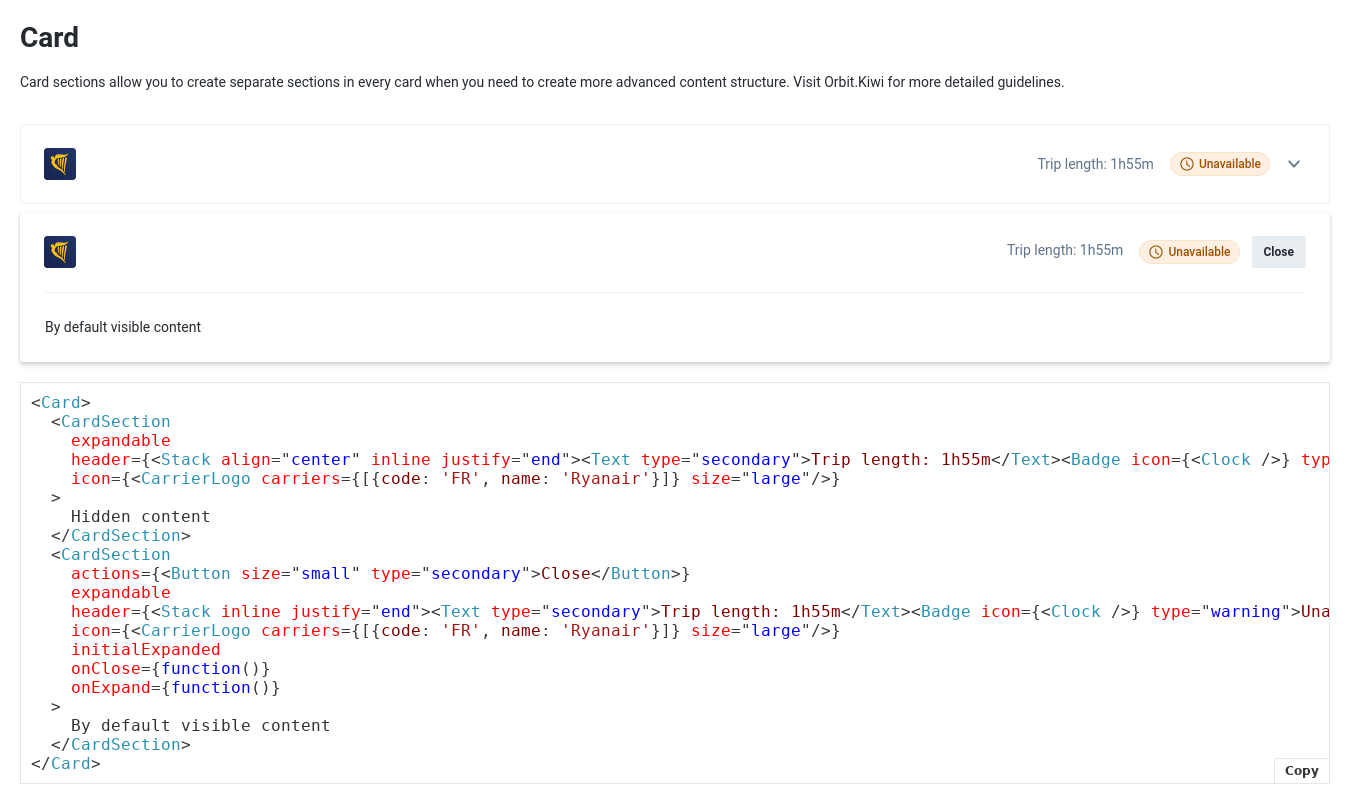 Card
Card sections allow you to create separate sections in every card when you need to create more advanced content structure. Visit Orbit.Kiwi for more detailed guidelines.
Trip length: 1h55m Unavailable
Trip length: 1h55m Unavailable Close
By default visible content
<Card>
  <CardSection
    expandable
    header={<Stack align="center" inline justify="end"><Text type="secondary">Trip length: 1h55m</Text><Badge icon={<Clock />} typ
    icon={<CarrierLogo carriers={[{code: 'FR', name: 'Ryanair'}]} size="large"/>}
  >
    Hidden content
  </CardSection>
  <CardSection
    actions={<Button size="small" type="secondary">Close</Button>}
    expandable
    header={<Stack inline justify="end"><Text type="secondary">Trip length: 1h55m</Text><Badge icon={<Clock />} type="warning">Una
    icon={<CarrierLogo carriers={[{code: 'FR', name: 'Ryanair'}]} size="large"/>}
    initialExpanded
    onClose={function()}
    onExpand={function()}
  >
    By default visible content
  </CardSection>
</Card>
Copy